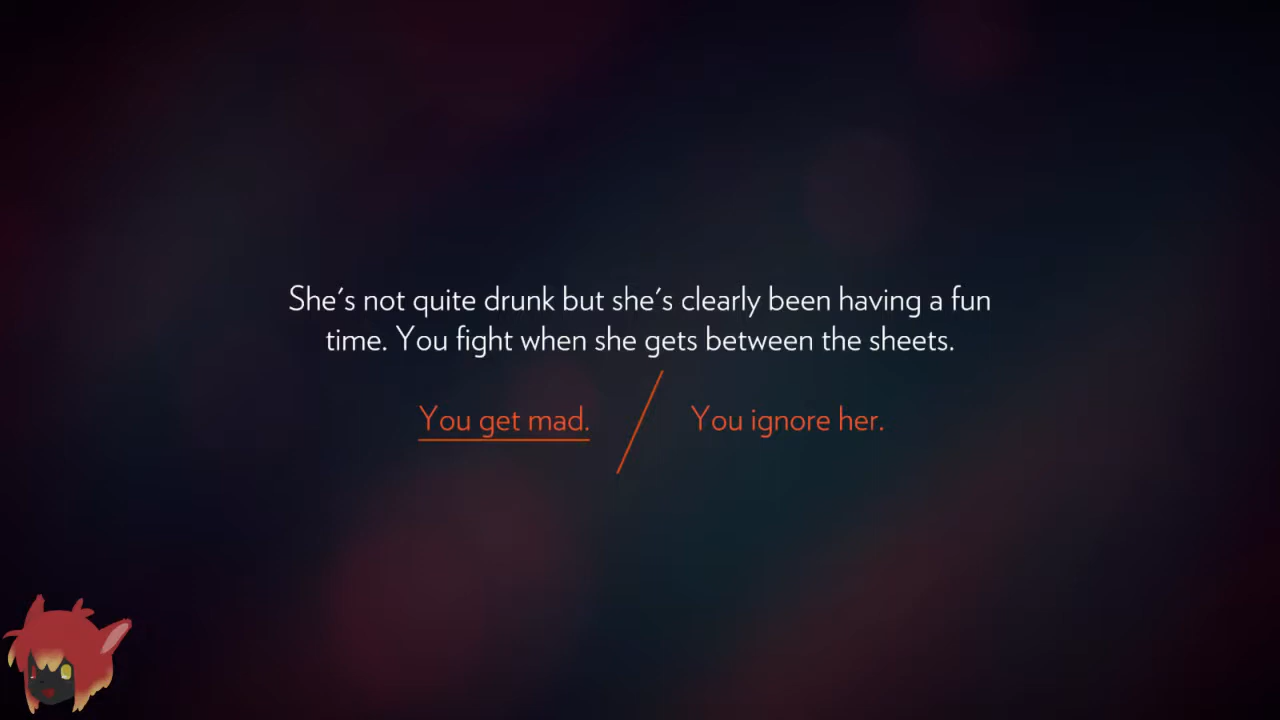 She's not quite drunk but she's clearly been having a fun
time. You fight when she gets between the sheets.
You get mad. / You ignore her.